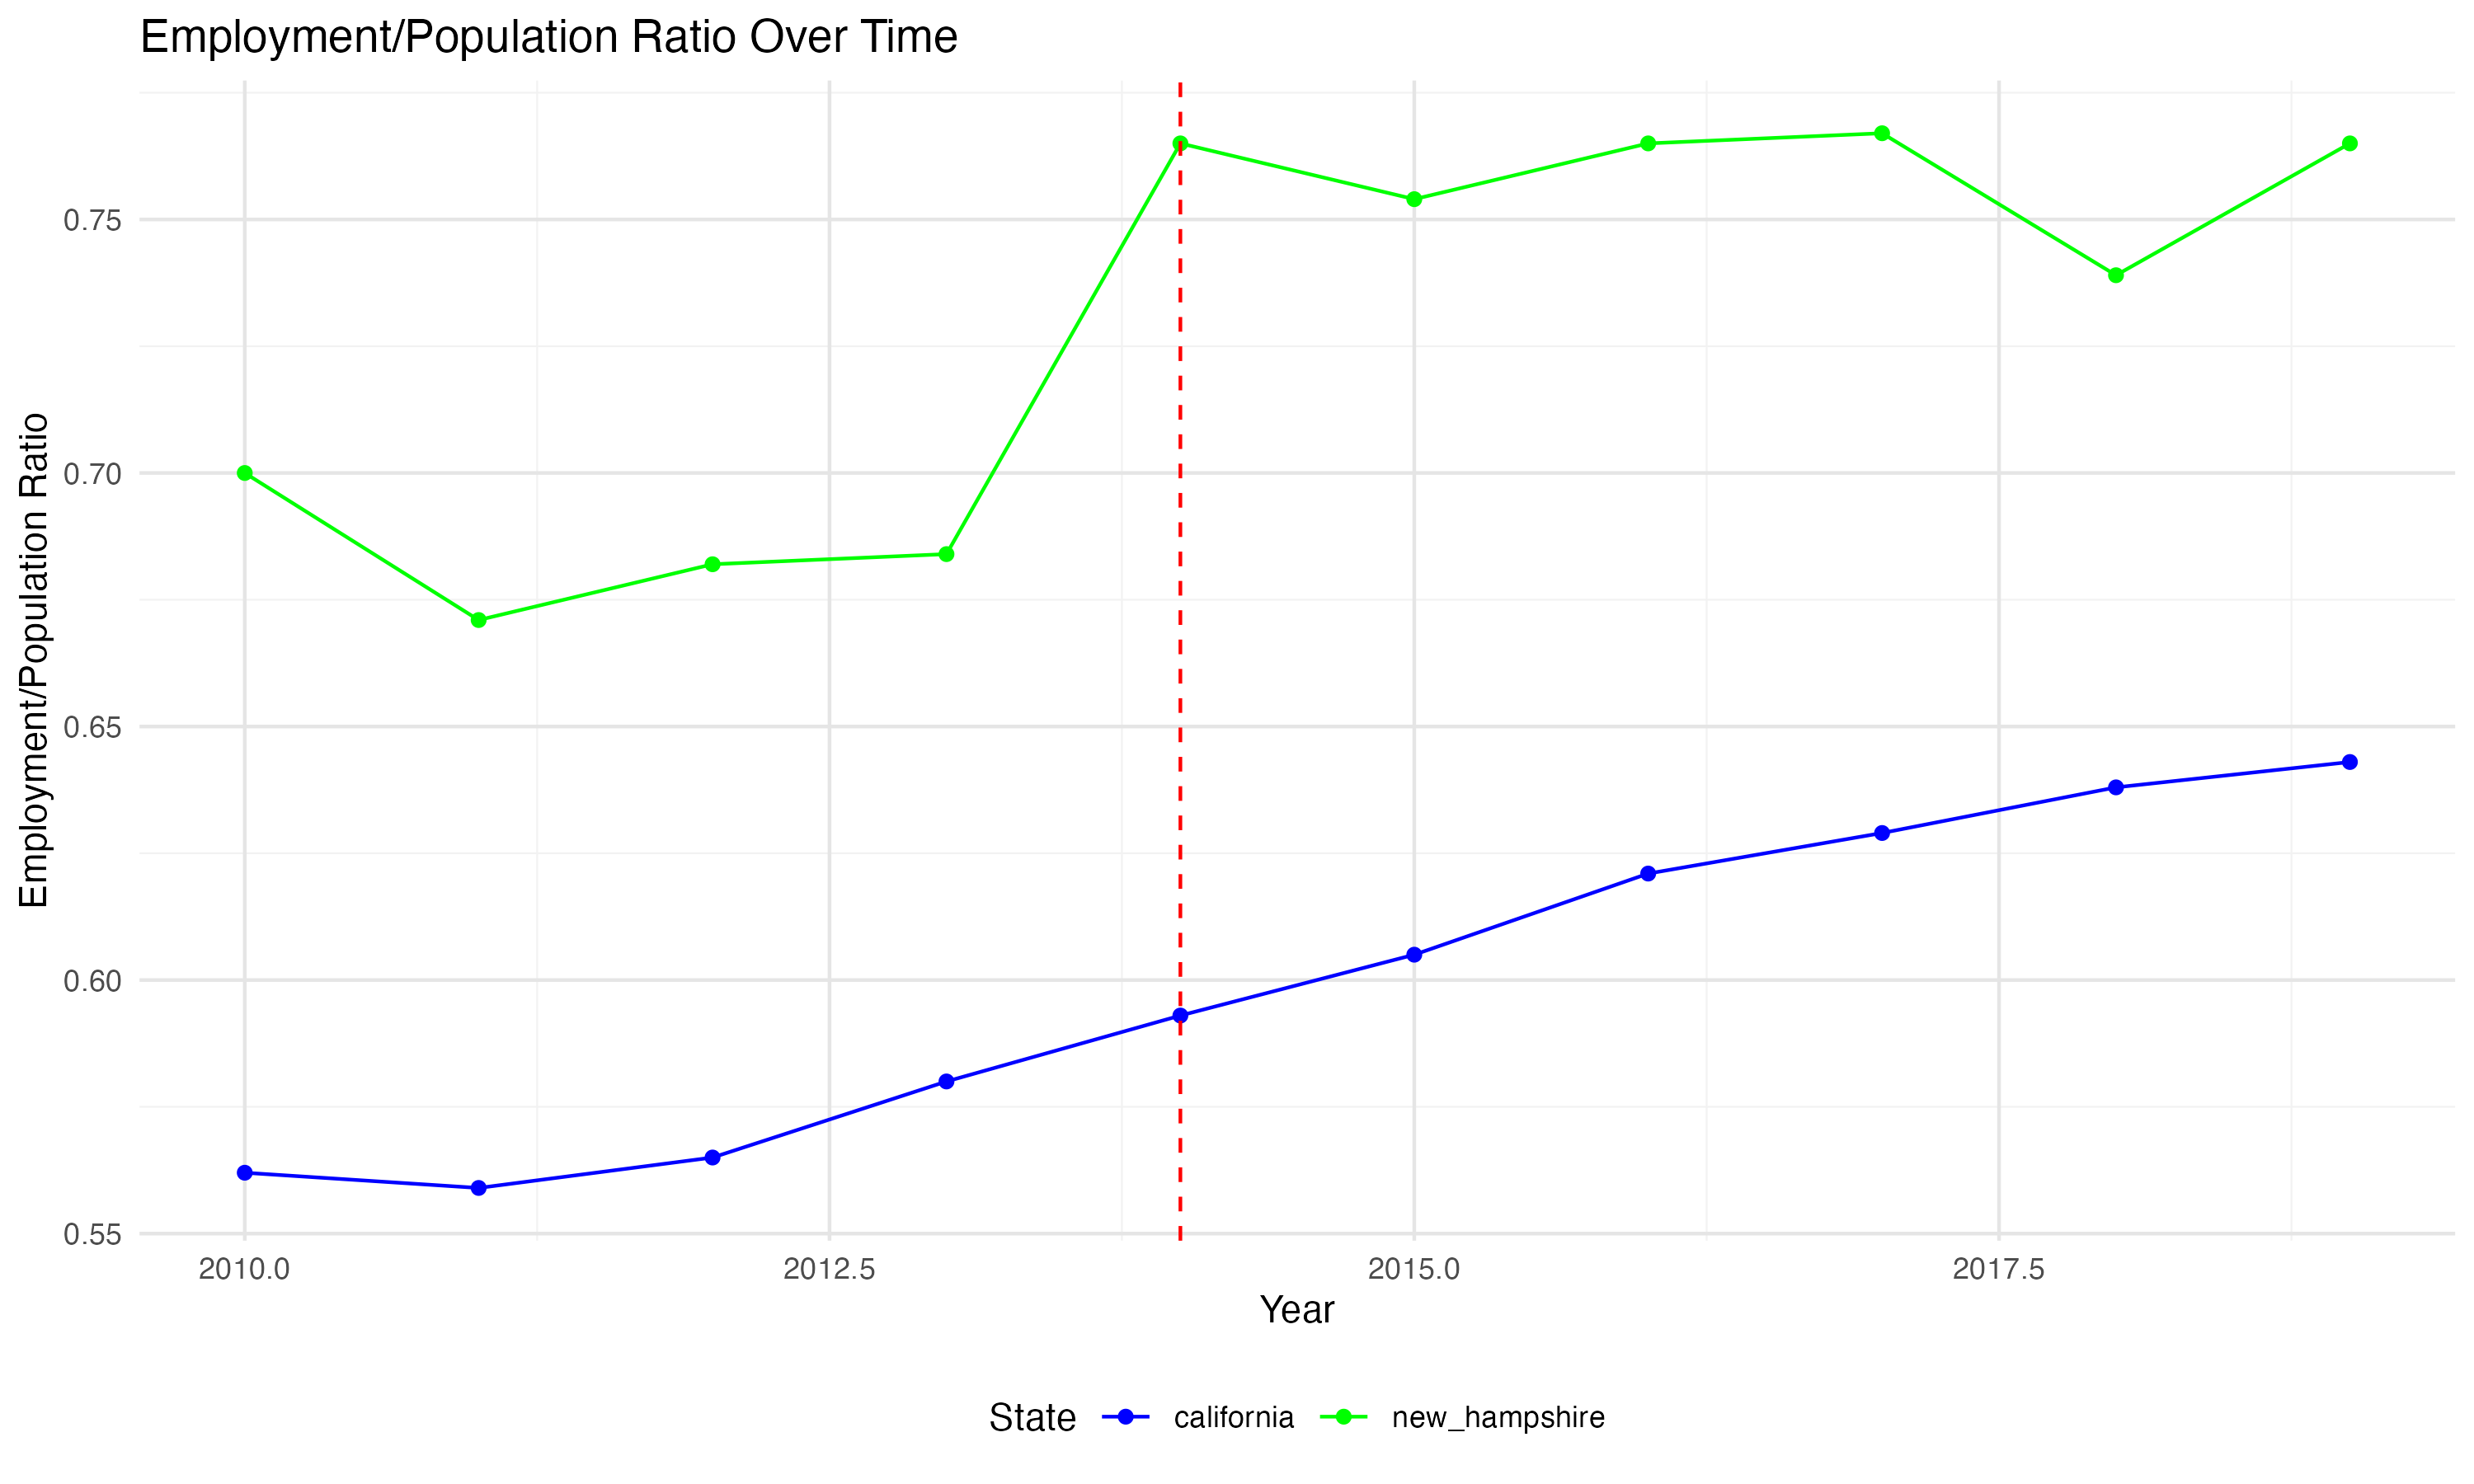 Employment/Population Ratio Over Time
Employment/Population Ratio
0.75
0.70
0.65
0.60
0.55
2010.0 2012.5 2015.0 2017.5
Year
State california new_hampshire